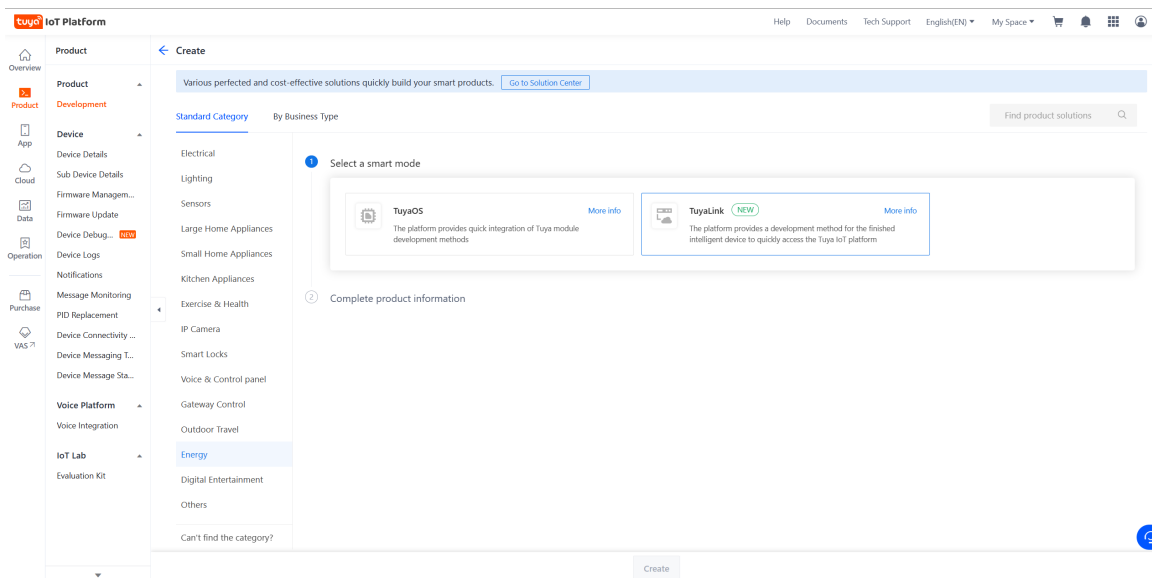 tuya IoT Platform
Help Documents Tech Support English(EN) My Space
Overview
Product
App
Cloud
Data
Operation
Purchase
VAS
Product
Product
Development
Device
Device Details
Sub Device Details
Firmware Managem...
Firmware Update
Device Debug... NEW
Device Logs
Notifications
Message Monitoring
PID Replacement
Device Connectivity ...
Device Messaging T...
Device Message Sta...
Voice Platform
Voice Integration
IoT Lab
Evaluation Kit
Create
Various perfected and cost-effective solutions quickly build your smart products. Go to Solution Center
Standard Category By Business Type
Find product solutions
Electrical
Lighting
Sensors
Large Home Appliances
Small Home Appliances
Kitchen Appliances
Exercise & Health
IP Camera
Smart Locks
Voice & Control panel
Gateway Control
Outdoor Travel
Energy
Digital Entertainment
Others
Can't find the category?
1 Select a smart mode
TuyaOS More info
The platform provides quick integration of Tuya module
development methods
TuyaLink NEW More info
The platform provides a development method for the finished
intelligent device to quickly access the Tuya IoT platform
2 Complete product information
Create